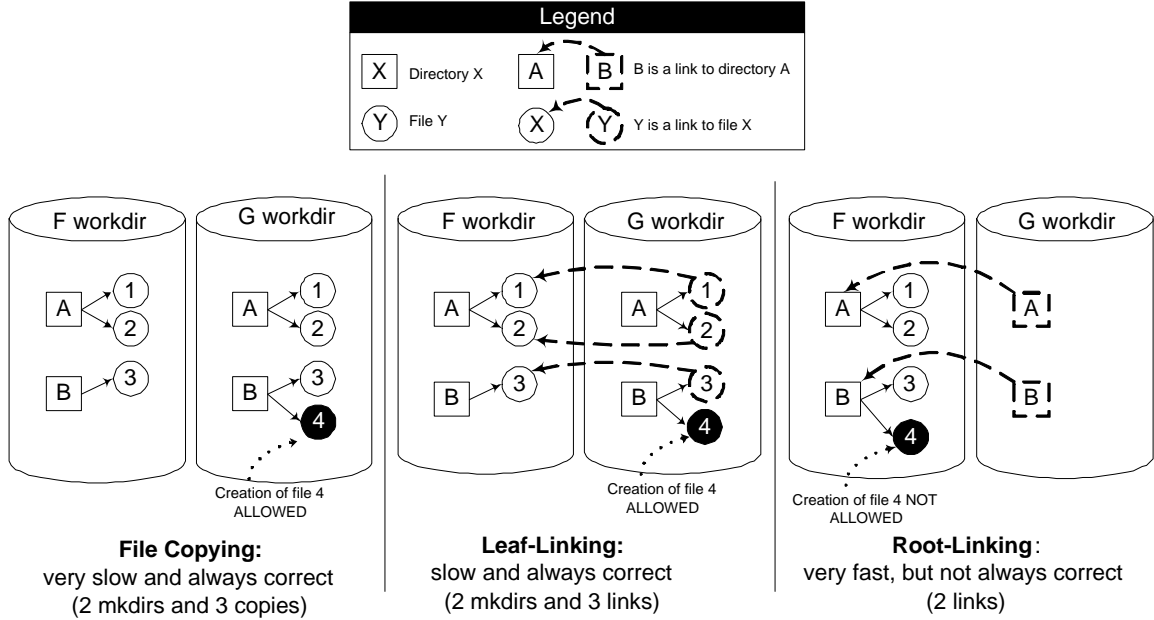 Legend
X Directory X A B B is a link to directory A
Y File Y X Y Y is a link to file X
F workdir
A 1
2
B 3
G workdir
A 1
2
B 3
4
Creation of file 4
ALLOWED
File Copying:
very slow and always correct
(2 mkdirs and 3 copies)
F workdir
A 1
2
B 3
G workdir
A 1
2
B 3
4
Creation of file 4
ALLOWED
Leaf-Linking:
slow and always correct
(2 mkdirs and 3 links)
F workdir
A 1
2
B 3
4
G workdir
A
B
Creation of file 4 NOT
ALLOWED
Root-Linking:
very fast, but not always correct
(2 links)